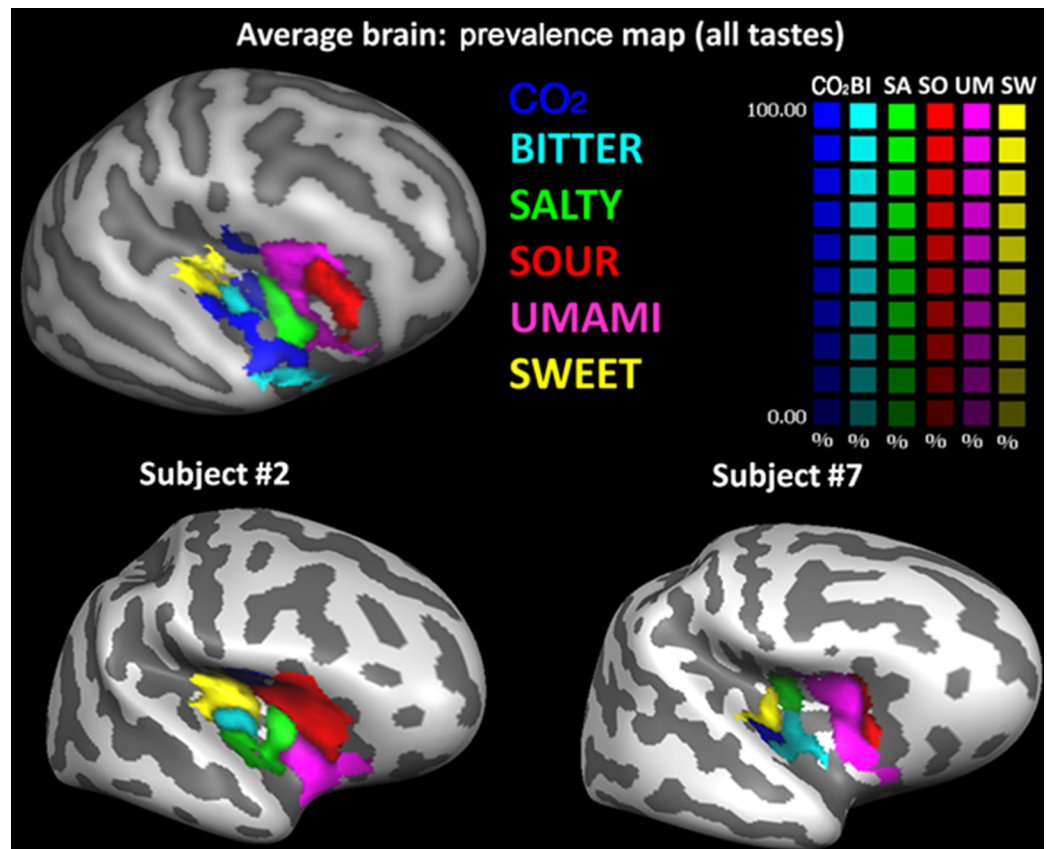 Average brain: prevalence map (all tastes)
CO₂
BITTER
SALTY
SOUR
UMAMI
SWEET
CO₂ BI SA SO UM SW
100.00
0.00
% % % % % %
Subject #2
Subject #7